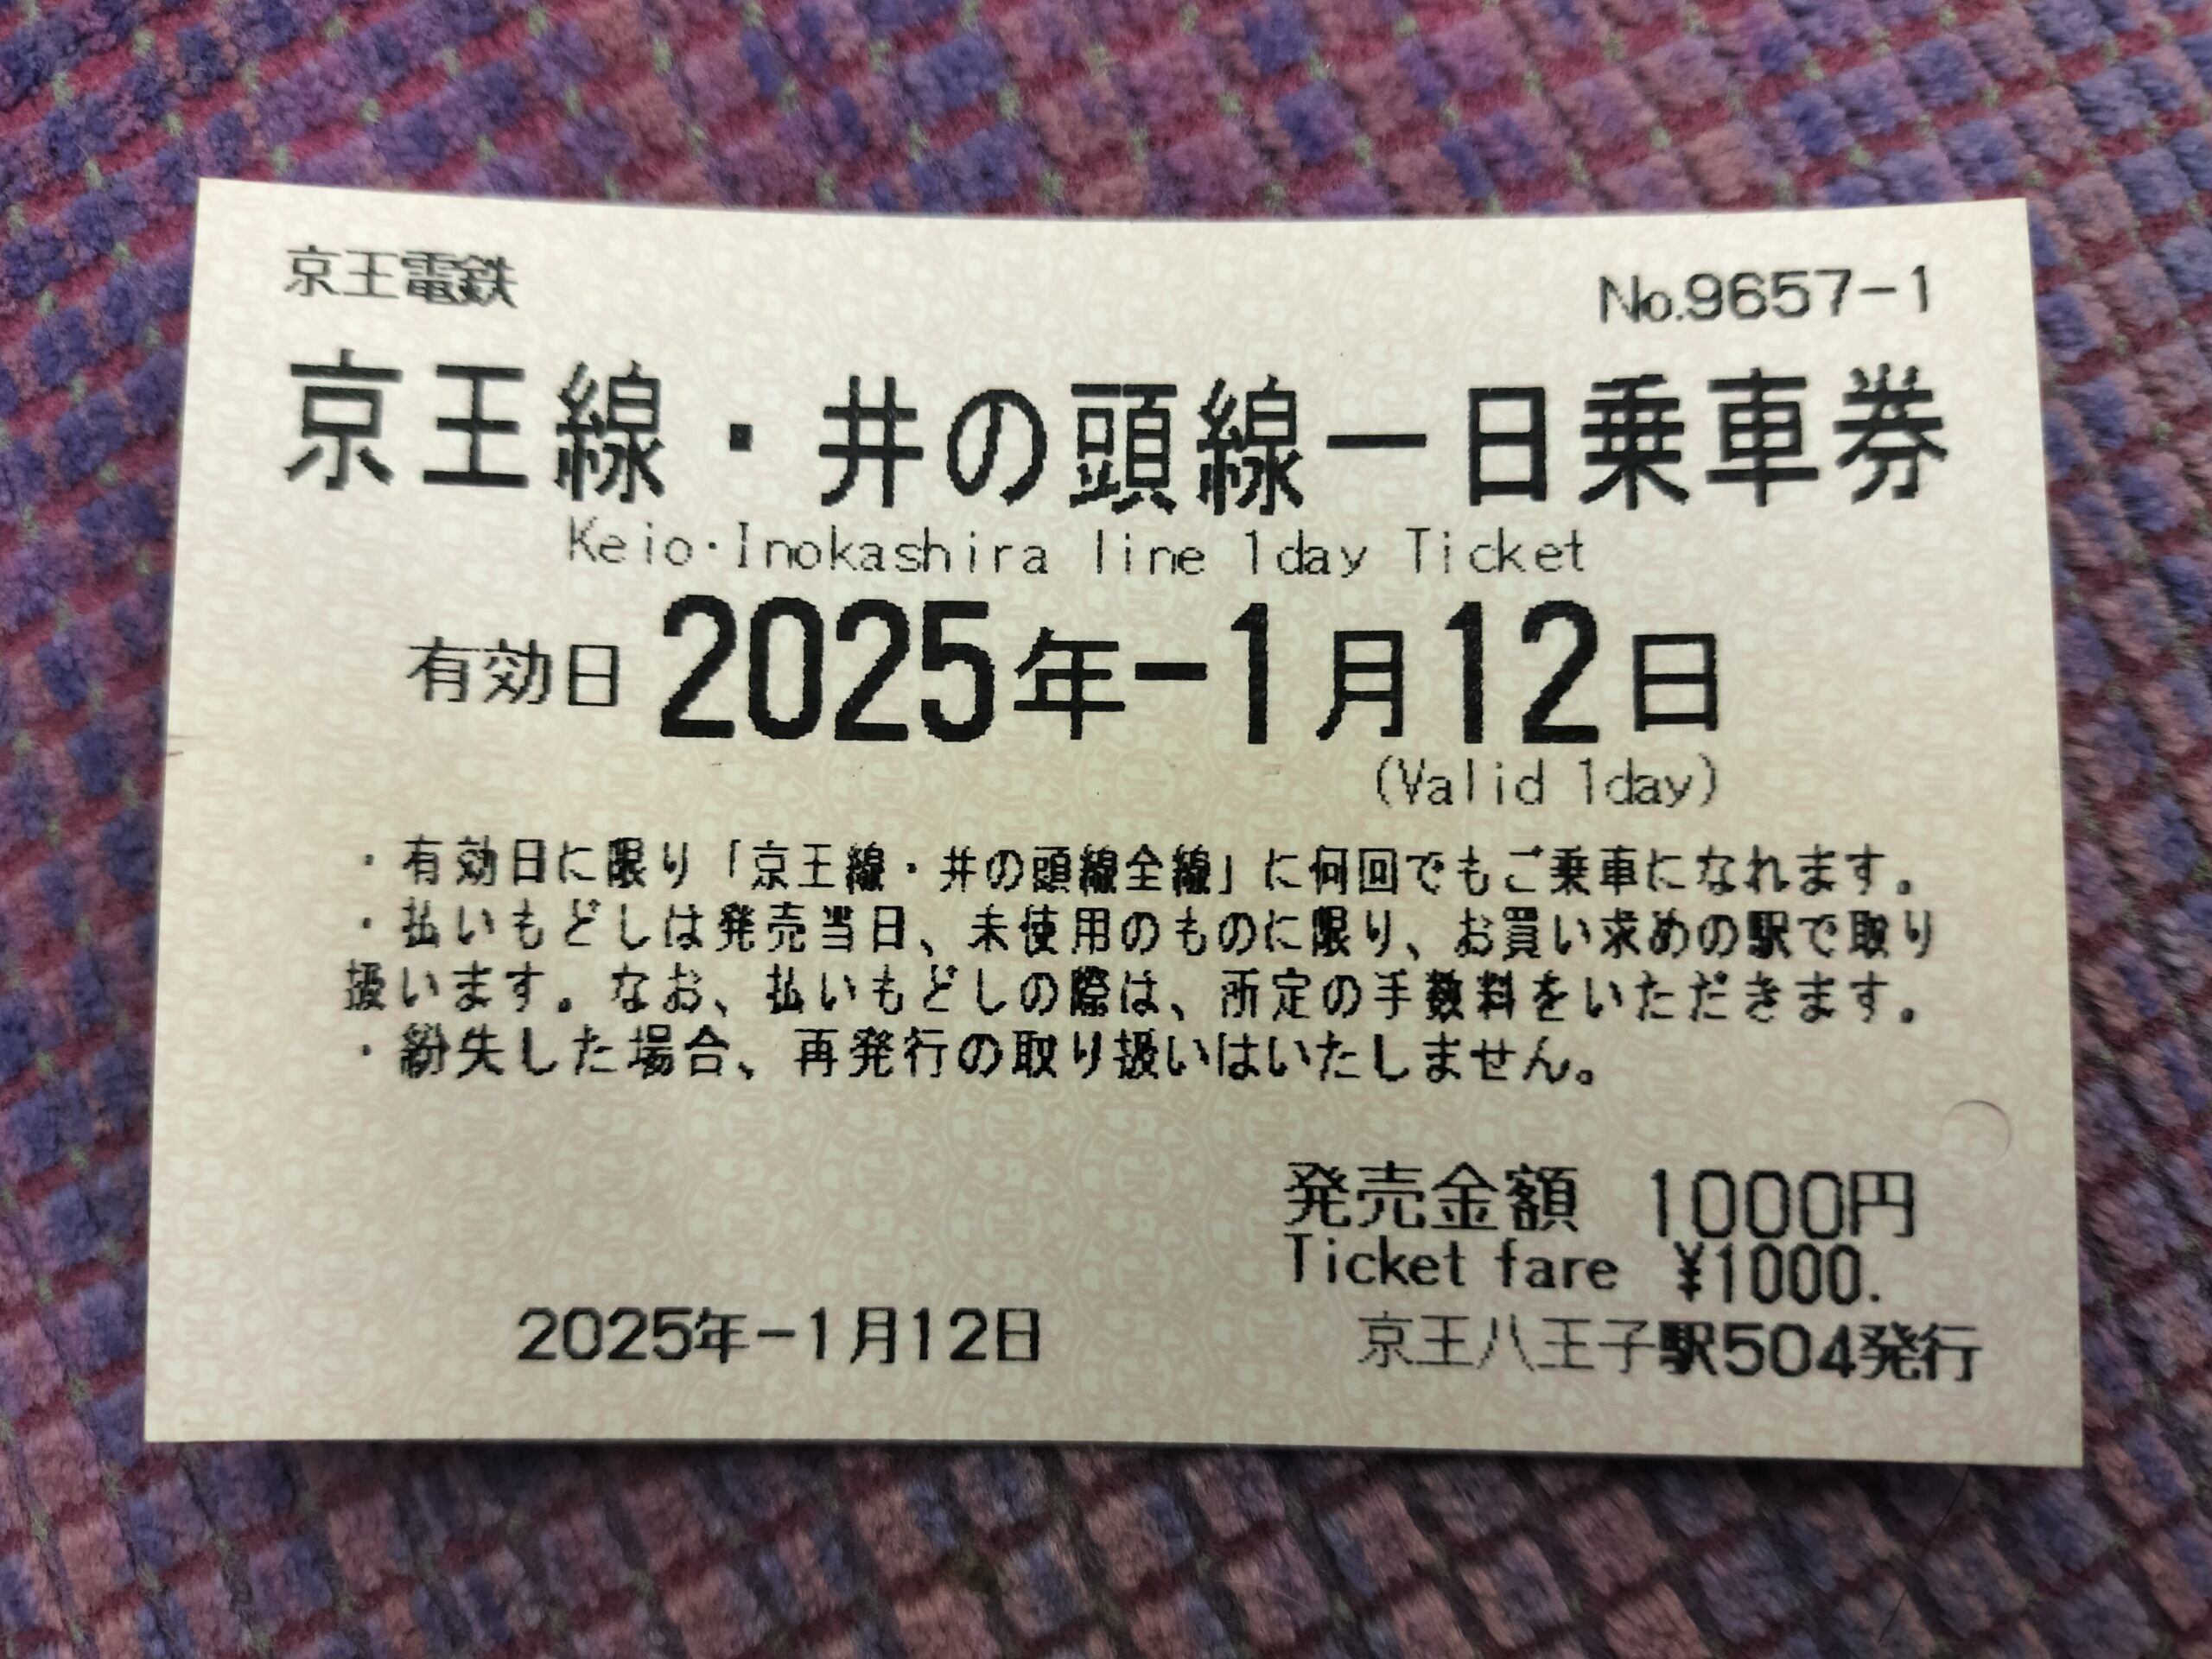 京王電鉄
No.9657-1
京王線・井の頭線一日乗車券
Keio・Inokashira line 1day Ticket
有効日 2025年-1月12日
(Valid 1day)
・有効日に限り「京王線・井の頭線全線」に何回でもご乗車になれます。
・払いもどしは発売当日、未使用のものに限り、お買い求めの駅で取り
扱います。なお、払いもどしの際は、所定の手数料をいただきます。
・紛失した場合、再発行の取り扱いはいたしません。
発売金額 1000円
Ticket fare ¥1000.
2025年-1月12日
京王八王子駅504発行